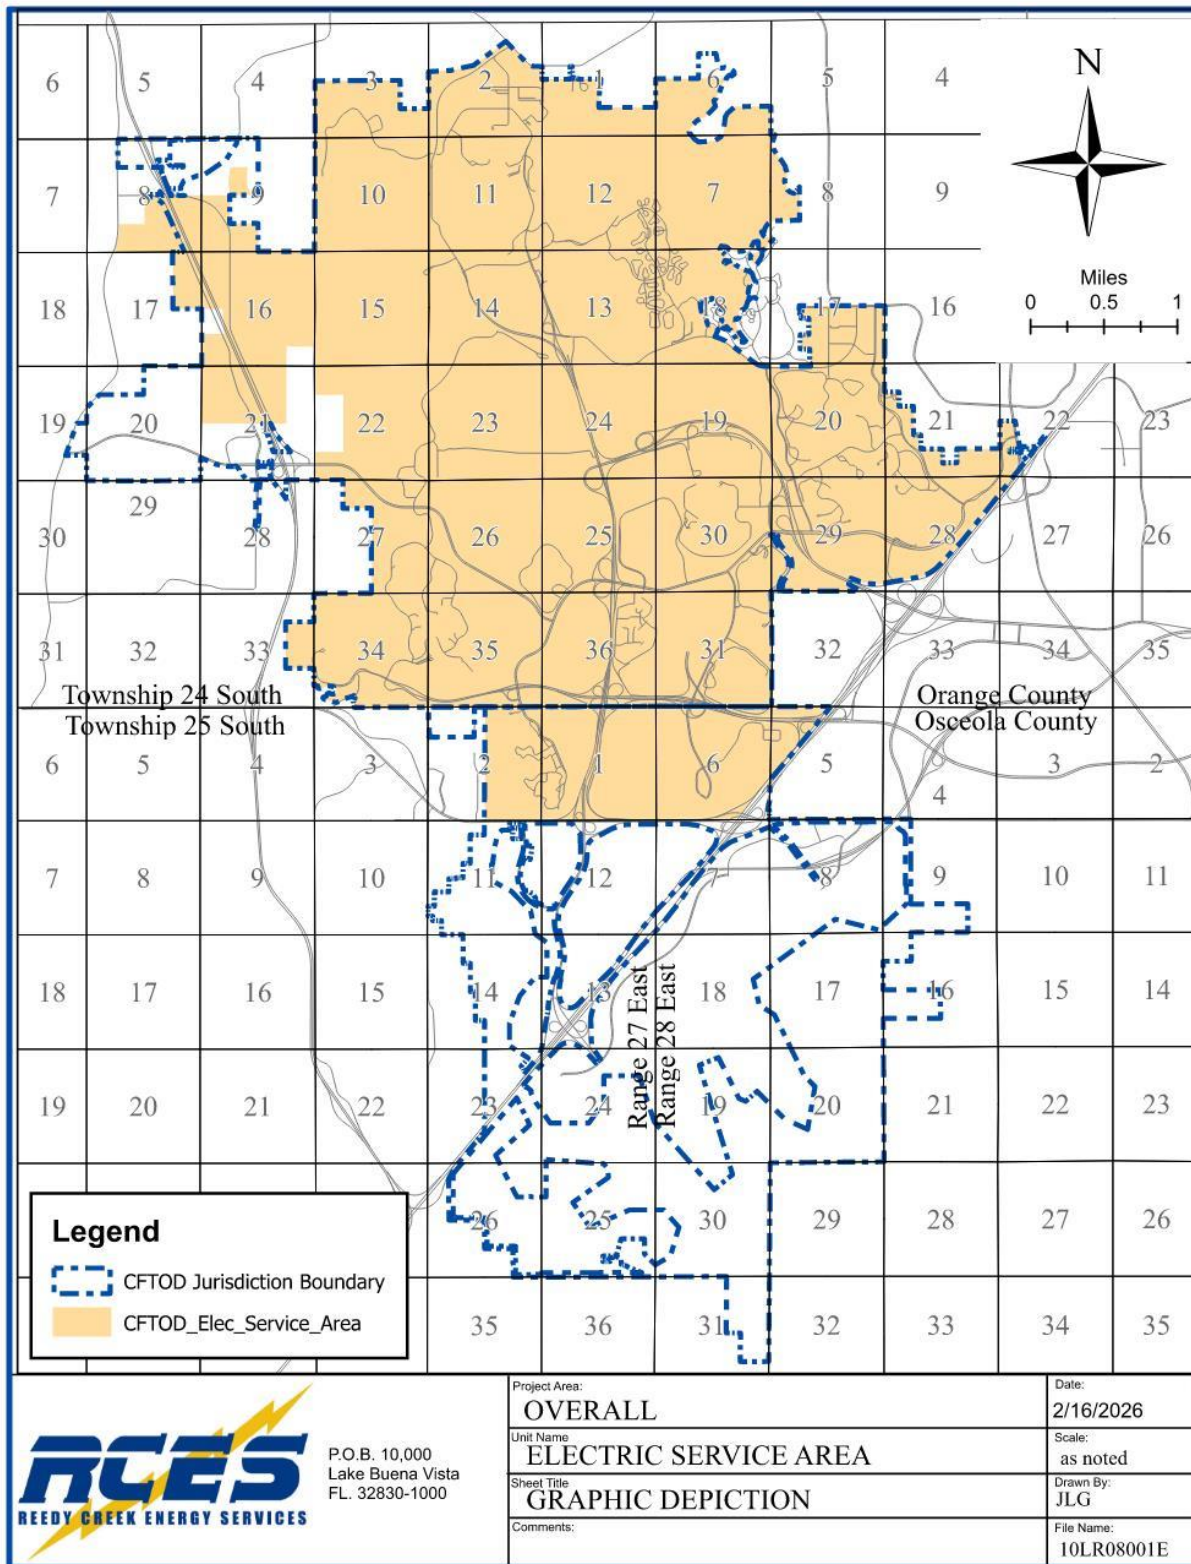 6 5 4 3 2 1 6 5 4
N
7 8 9 10 11 12 7 8 9
Miles
0 0.5 1
18 17 16 15 14 13 18 17 16
19 20 21 22 23 24 19 20 21 22 23
29
30 28 27 26 25 30 29 28 27 26
31 32 33 34 35 36 31 32 33 34 35
Township 24 South
Orange County
Township 25 South
Osceola County
6 5 4 3 2 1 6 5 3 2
4
7 8 9 10 11 12 7 8 9 10 11
18 17 16 15 14 13 18 17 16 15 14
Range 27 East
Range 28 East
19 20 21 22 23 24 19 20 21 22 23
26 25 30 29 28 27 26
35 36 31 32 33 34 35
Legend
CFTOD Jurisdiction Boundary
CFTOD_Elec_Service_Area
RCES
REEDY CREEK ENERGY SERVICES
P.O.B. 10,000
Lake Buena Vista
FL. 32830-1000
Project Area:
OVERALL
Unit Name
ELECTRIC SERVICE AREA
Sheet Title
GRAPHIC DEPICTION
Comments:
Date:
2/16/2026
Scale:
as noted
Drawn By:
JLG
File Name:
10LR08001E